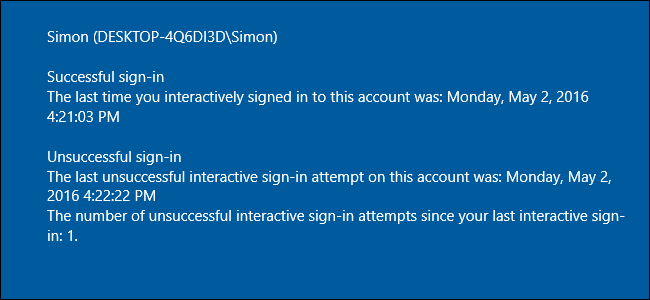 Simon (DESKTOP-4Q6DI3D\Simon)
Successful sign-in
The last time you interactively signed in to this account was: Monday, May 2, 2016
4:21:03 PM
Unsuccessful sign-in
The last unsuccessful interactive sign-in attempt on this account was: Monday, May 2,
2016 4:22:22 PM
The number of unsuccessful interactive sign-in attempts since your last interactive sign-
in: 1.